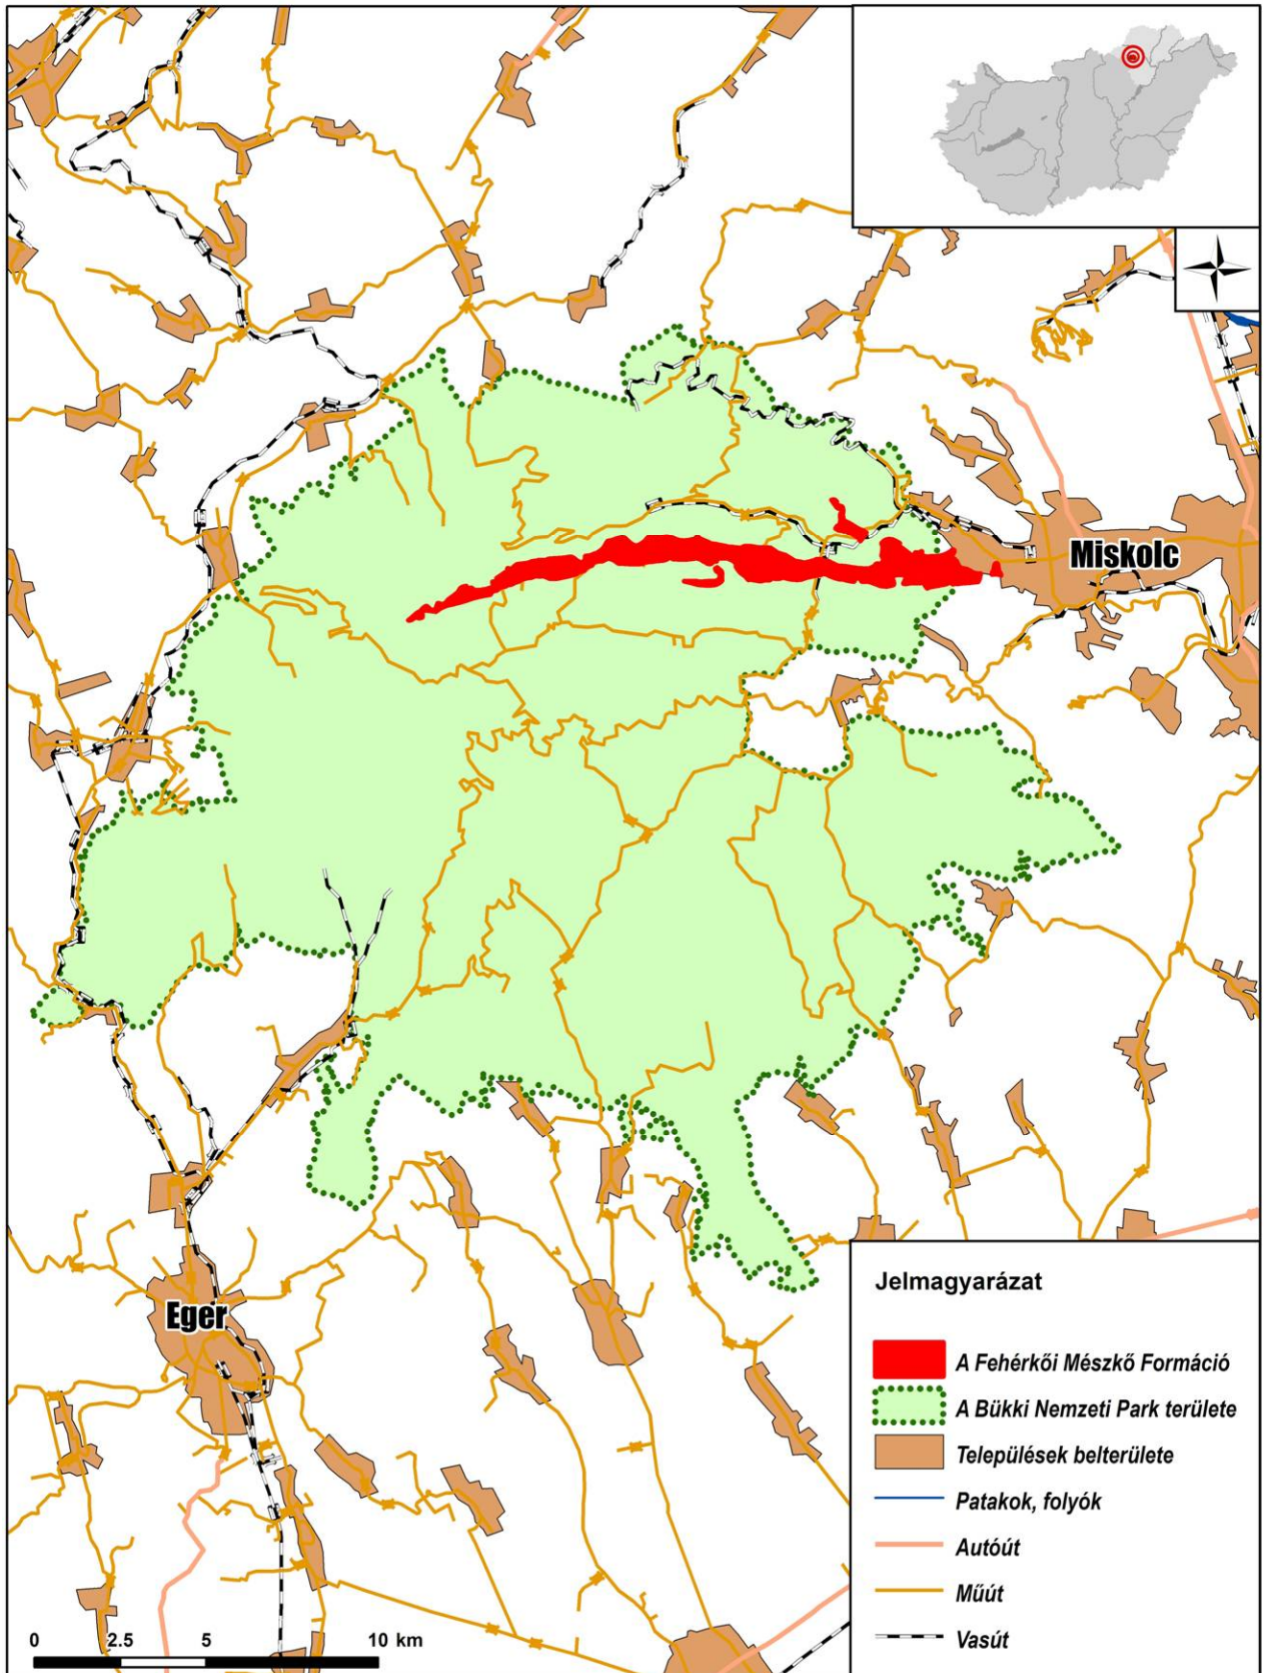 Miskolc
Eger
Jelmagyarázat
A Fehérkői Mészkő Formáció
A Bükki Nemzeti Park területe
Települések belterülete
Patakok, folyók
Autóút
Műút
Vasút
0 2.5 5 10 km